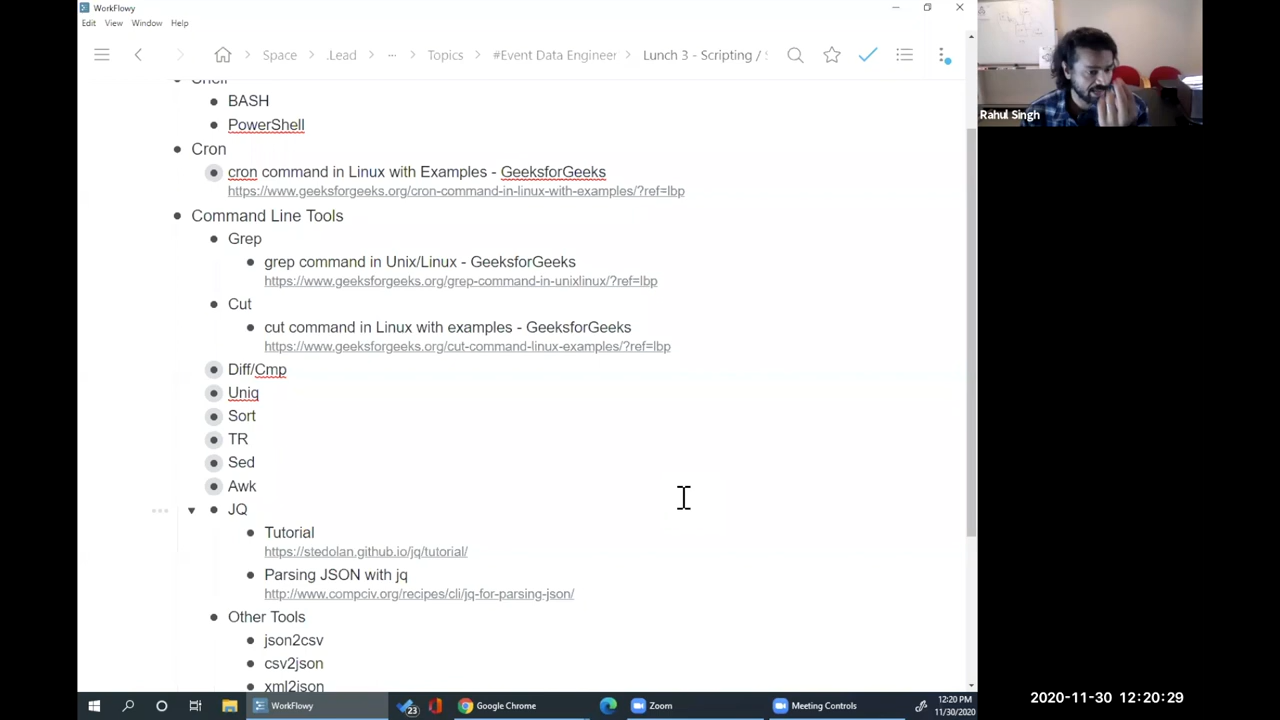 WorkFlowy
Edit View Window Help
Space .Lead ... Topics #Event Data Engineer Lunch 3 - Scripting /
Shell
BASH
PowerShell
Cron
cron command in Linux with Examples - GeeksforGeeks
https://www.geeksforgeeks.org/cron-command-in-linux-with-examples/?ref=lbp
Command Line Tools
Grep
grep command in Unix/Linux - GeeksforGeeks
https://www.geeksforgeeks.org/grep-command-in-unixlinux/?ref=lbp
Cut
cut command in Linux with examples - GeeksforGeeks
https://www.geeksforgeeks.org/cut-command-linux-examples/?ref=lbp
Diff/Cmp
Uniq
Sort
TR
Sed
Awk
JQ
Tutorial
https://stedolan.github.io/jq/tutorial/
Parsing JSON with jq
http://www.compciv.org/recipes/cli/jq-for-parsing-json/
Other Tools
json2csv
csv2json
xml2json
WorkFlowy 23 Google Chrome Zoom Meeting Controls 12:20 PM
11/30/2020
Rahul Singh
2020-11-30 12:20:29